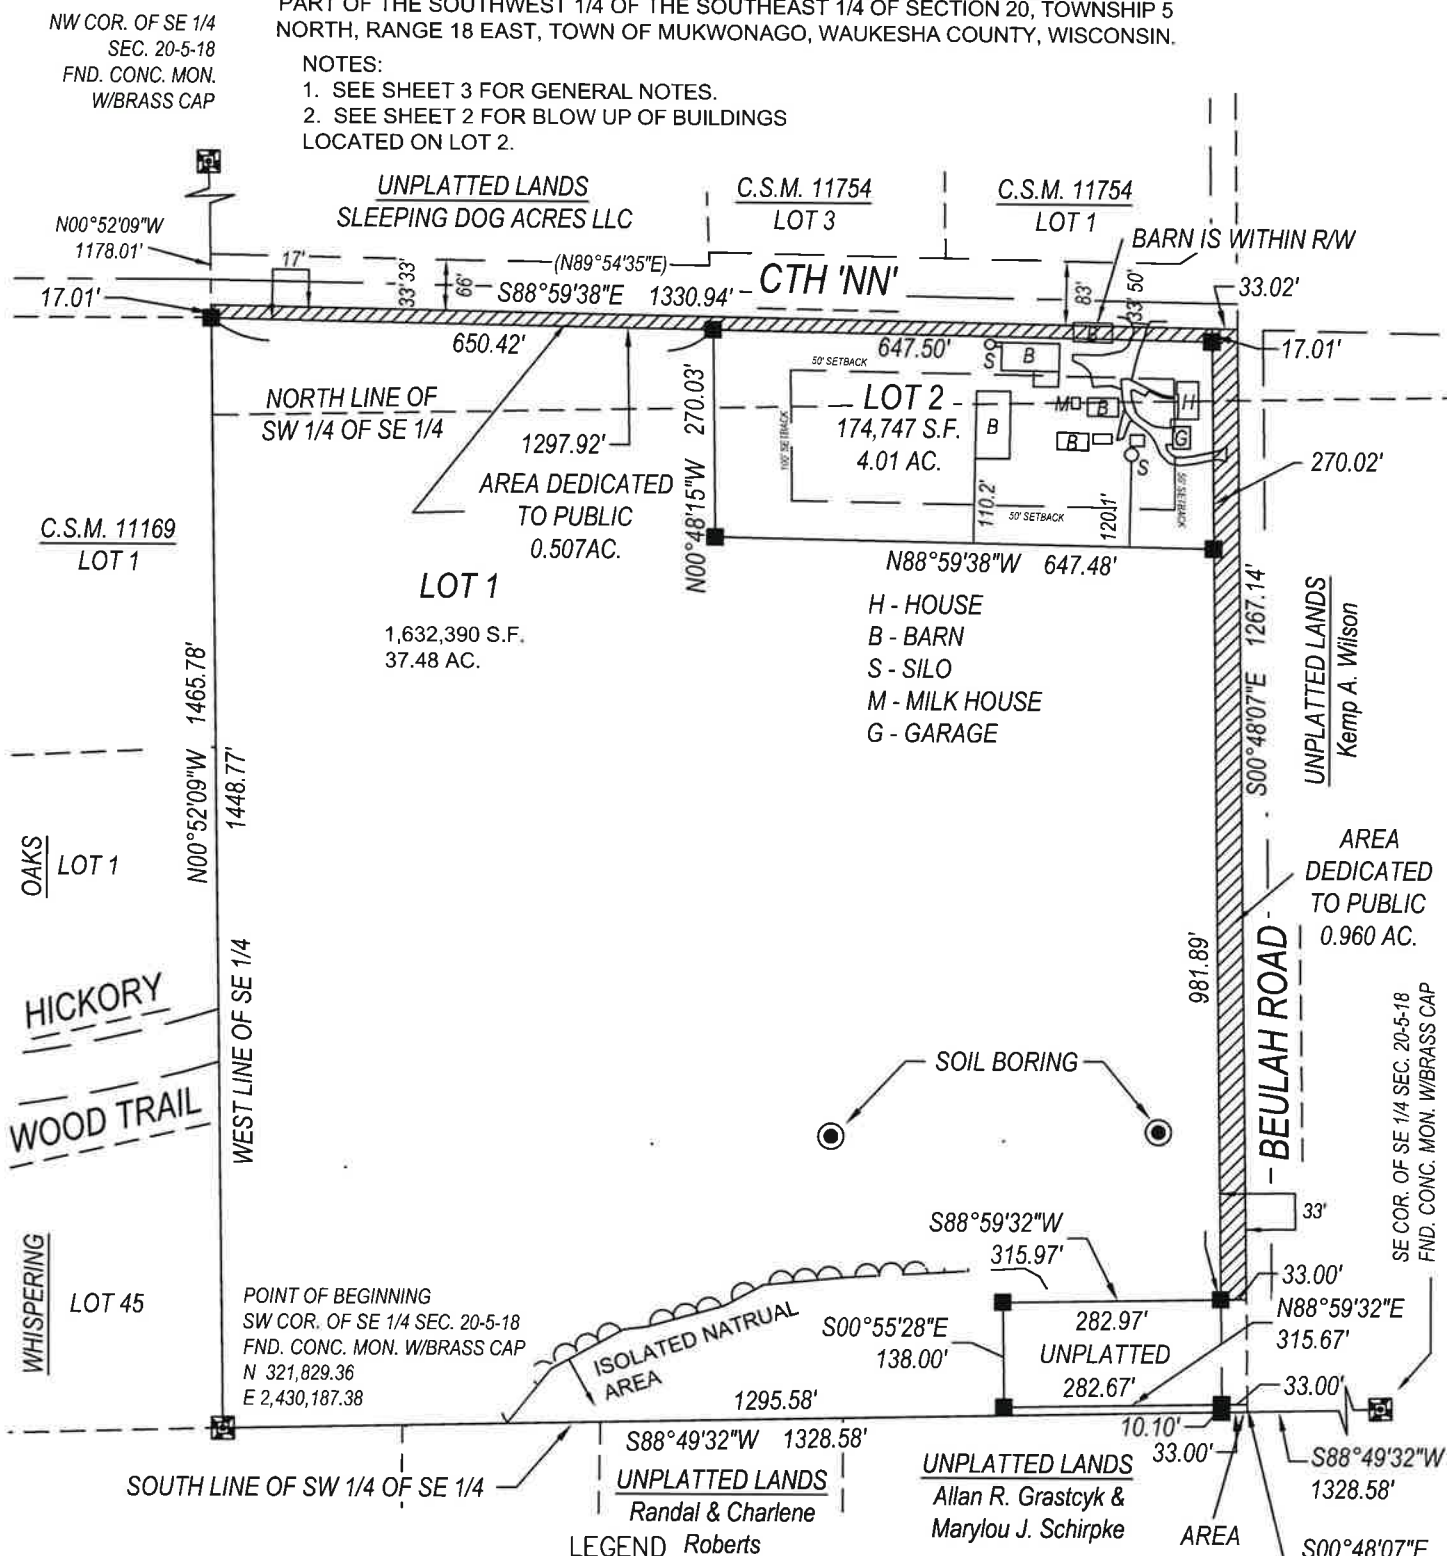 PART OF THE SOUTHWEST 1/4 OF THE SOUTHEAST 1/4 OF SECTION 20, TOWNSHIP 5
NORTH, RANGE 18 EAST, TOWN OF MUKWONAGO, WAUKESHA COUNTY, WISCONSIN.
NW COR. OF SE 1/4
SEC. 20-5-18
FND. CONC. MON.
W/BRASS CAP
NOTES:
1. SEE SHEET 3 FOR GENERAL NOTES.
2. SEE SHEET 2 FOR BLOW UP OF BUILDINGS
LOCATED ON LOT 2.
UNPLATTED LANDS
SLEEPING DOG ACRES LLC
C.S.M. 11754
LOT 3
C.S.M. 11754
LOT 1
BARN IS WITHIN R/W
N00°52'09"W
1178.01'
17'
33'
33'
66'
(N89°54'35"E)
S88°59'38"E 1330.94'
CTH 'NN'
83'
50'
33'
33.02'
17.01'
650.42'
647.50'
17.01'
B
S
B
50' SETBACK
NORTH LINE OF
SW 1/4 OF SE 1/4
1297.92'
N00°48'15"W 270.03'
100' SETBACK
LOT 2
174,747 S.F.
4.01 AC.
B
M
B
H
B
G
S
50' SETBACK
50' SETBACK
110.2'
120.1'
270.02'
AREA DEDICATED
TO PUBLIC
0.507AC.
C.S.M. 11169
LOT 1
LOT 1
1,632,390 S.F.
37.48 AC.
N88°59'38"W 647.48'
H - HOUSE
B - BARN
S - SILO
M - MILK HOUSE
G - GARAGE
S00°48'07"E 1267.14'
UNPLATTED LANDS
Kemp A. Wilson
N00°52'09"W 1465.78'
1448.77'
OAKS
LOT 1
AREA
DEDICATED
TO PUBLIC
0.960 AC.
981.89'
BEULAH ROAD
HICKORY
WOOD TRAIL
WEST LINE OF SE 1/4
SOIL BORING
SE COR. OF SE 1/4 SEC. 20-5-18
FND. CONC. MON. W/BRASS CAP
33'
S88°59'32"W
315.97'
33.00'
WHISPERING
LOT 45
POINT OF BEGINNING
SW COR. OF SE 1/4 SEC. 20-5-18
FND. CONC. MON. W/BRASS CAP
N 321,829.36
E 2,430,187.38
ISOLATED NATRUAL
AREA
S00°55'28"E
138.00'
282.97'
UNPLATTED
282.67'
N88°59'32"E
315.67'
33.00'
1295.58'
10.10'
33.00'
S88°49'32"W 1328.58'
S88°49'32"W
1328.58'
SOUTH LINE OF SW 1/4 OF SE 1/4
UNPLATTED LANDS
Randal & Charlene
Roberts
UNPLATTED LANDS
Allan R. Grastcyk &
Marylou J. Schirpke
AREA
S00°48'07"E
LEGEND